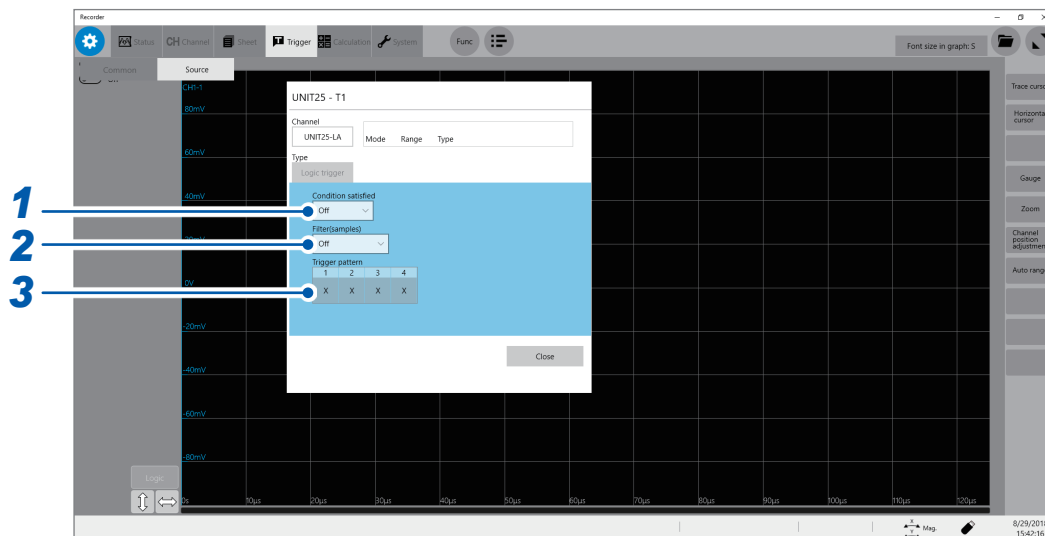 Recorder
Status CH Channel Sheet Trigger Calculation System Func Font size in graph: S
Common Source
CH1-1
80mV
60mV
40mV
0V
-20mV
-40mV
-60mV
-80mV
UNIT25 - T1
Channel
UNIT25-LA Mode Range Type
Type
Logic trigger
Condition satisfied
1 Off
Filter(samples)
2 Off
Trigger pattern
1 2 3 4
3 X X X X
Close
Trace curso
Horizonta
cursor
Gauge
Zoom
Channel
position
adjustmen
Auto rang
Logic
0s 10µs 20µs 30µs 40µs 50µs 60µs 70µs 80µs 90µs 100µs 110µs 120µs
X
Y
Mag.
8/29/2018
15:42:16